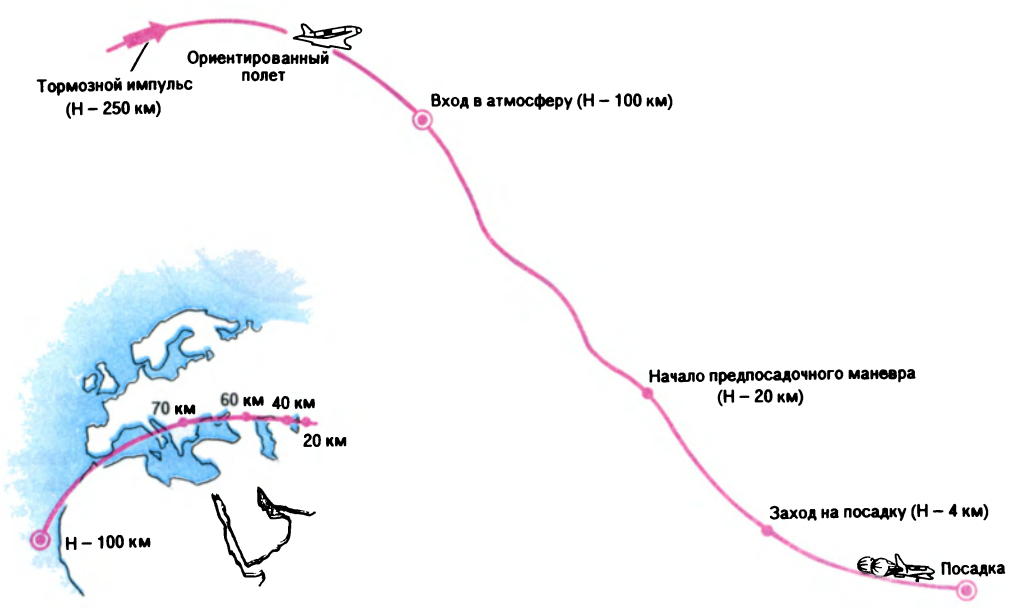 Ориентированный
полет
Тормозной импульс
(Н – 250 км)
Вход в атмосферу (Н – 100 км)
Начало предпосадочного маневра
(Н – 20 км)
Заход на посадку (Н – 4 км)
Посадка
70 км
60 км
40 км
20 км
Н – 100 км